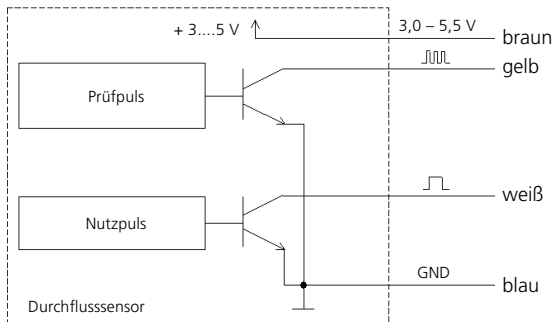 + 3....5 V
3,0 – 5,5 V
braun
gelb
Prüfpuls
weiß
Nutzpuls
GND
blau
Durchflusssensor